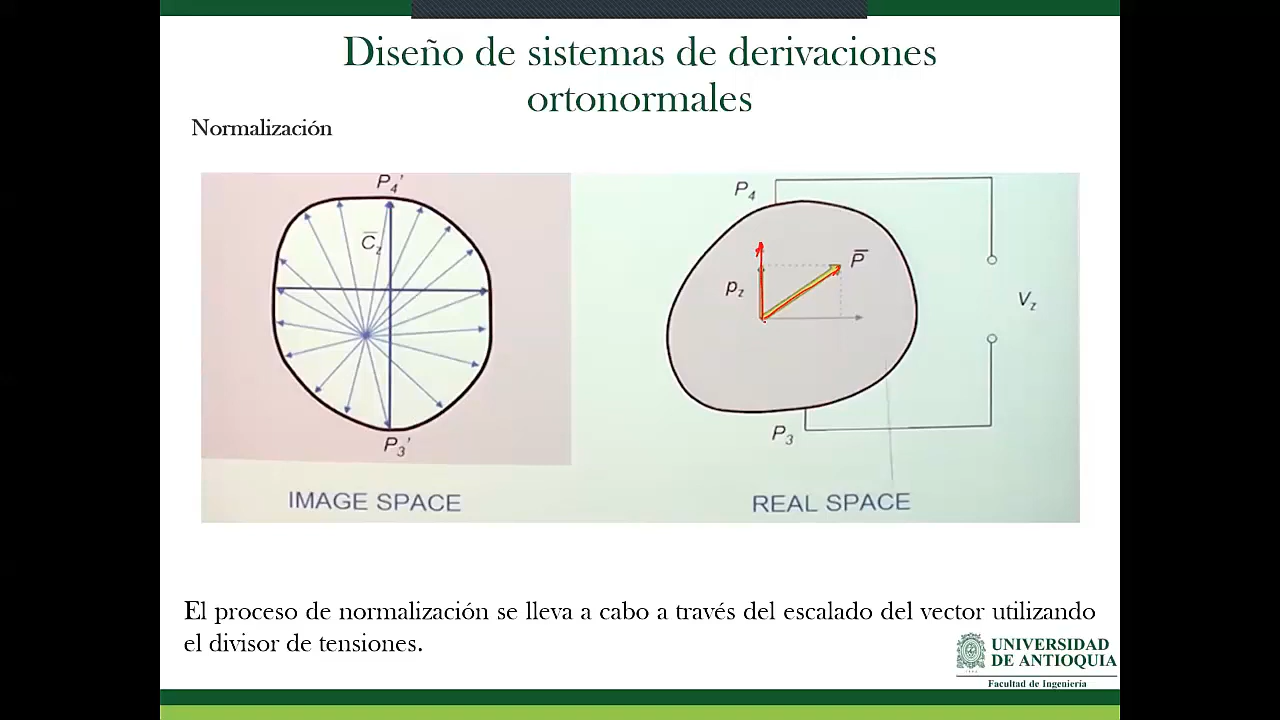 Diseño de sistemas de derivaciones
ortonormales
Normalización
P4'
C̅z
P3'
IMAGE SPACE
P4
P̅
pz
Vz
P3
REAL SPACE
El proceso de normalización se lleva a cabo a través del escalado del vector utilizando
el divisor de tensiones.
UNIVERSIDAD
DE ANTIOQUIA
Facultad de Ingeniería